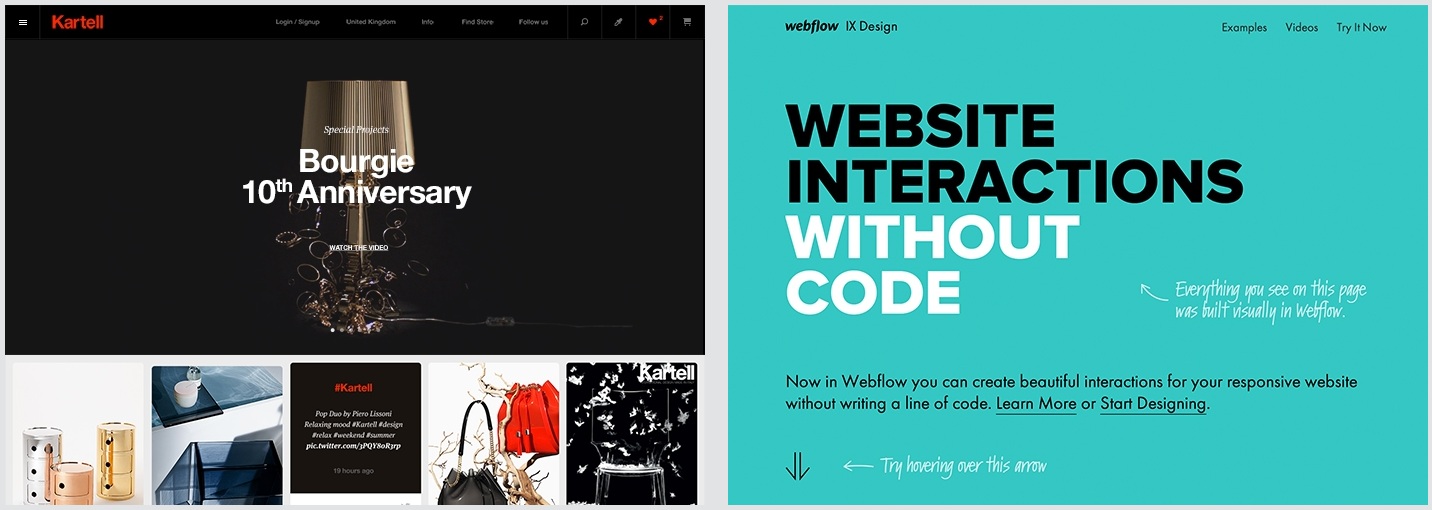 Kartell
Login / Signup United Kingdom Info Find Store Follow us
2
Special Projects
Bourgie
10th Anniversary
WATCH THE VIDEO
#Kartell
Pop Duo by Piero Lissoni
Relaxing mood #Kartell #design
#relax #weekend #summer
pic.twitter.com/3PQY8oR3rp
19 hours ago
Kartell
webflow IX Design
Examples Videos Try It Now
WEBSITE
INTERACTIONS
WITHOUT
CODE
Everything you see on this page
was built visually in Webflow.
Now in Webflow you can create beautiful interactions for your responsive website
without writing a line of code. Learn More or Start Designing.
Try hovering over this arrow